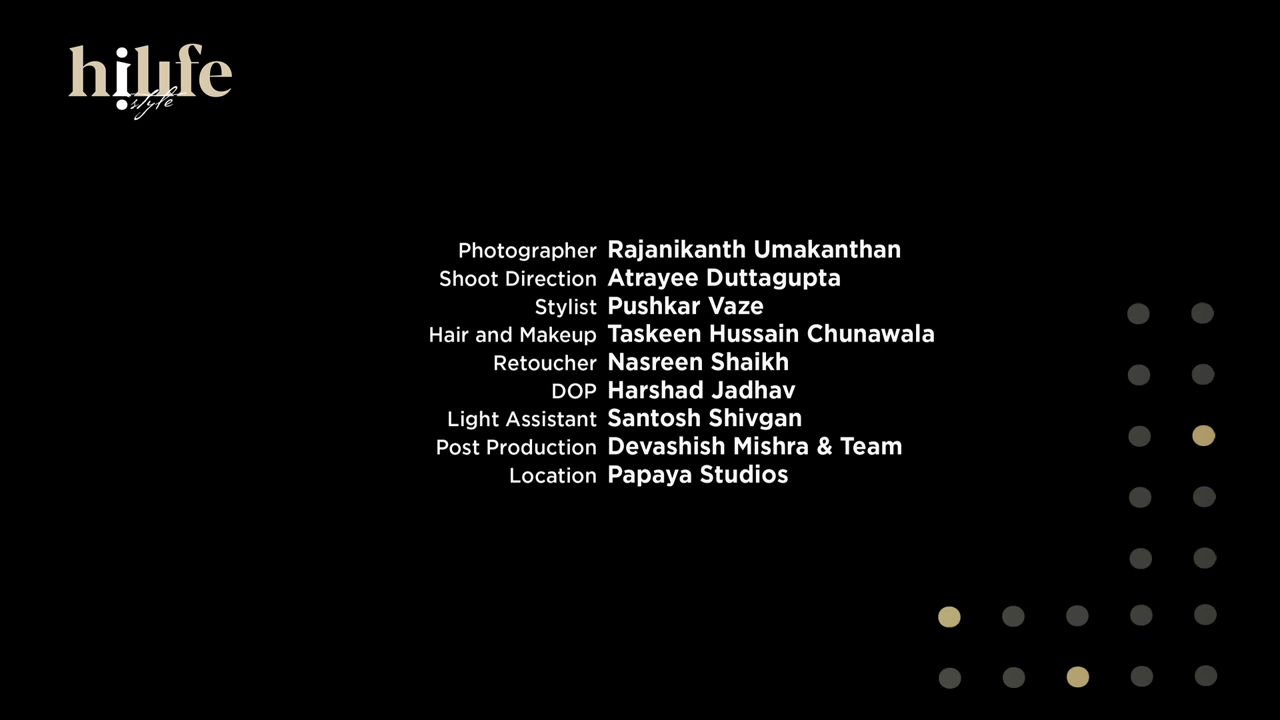 hilife
style
Photographer Rajanikanth Umakanthan
Shoot Direction Atrayee Duttagupta
Stylist Pushkar Vaze
Hair and Makeup Taskeen Hussain Chunawala
Retoucher Nasreen Shaikh
DOP Harshad Jadhav
Light Assistant Santosh Shivgan
Post Production Devashish Mishra & Team
Location Papaya Studios